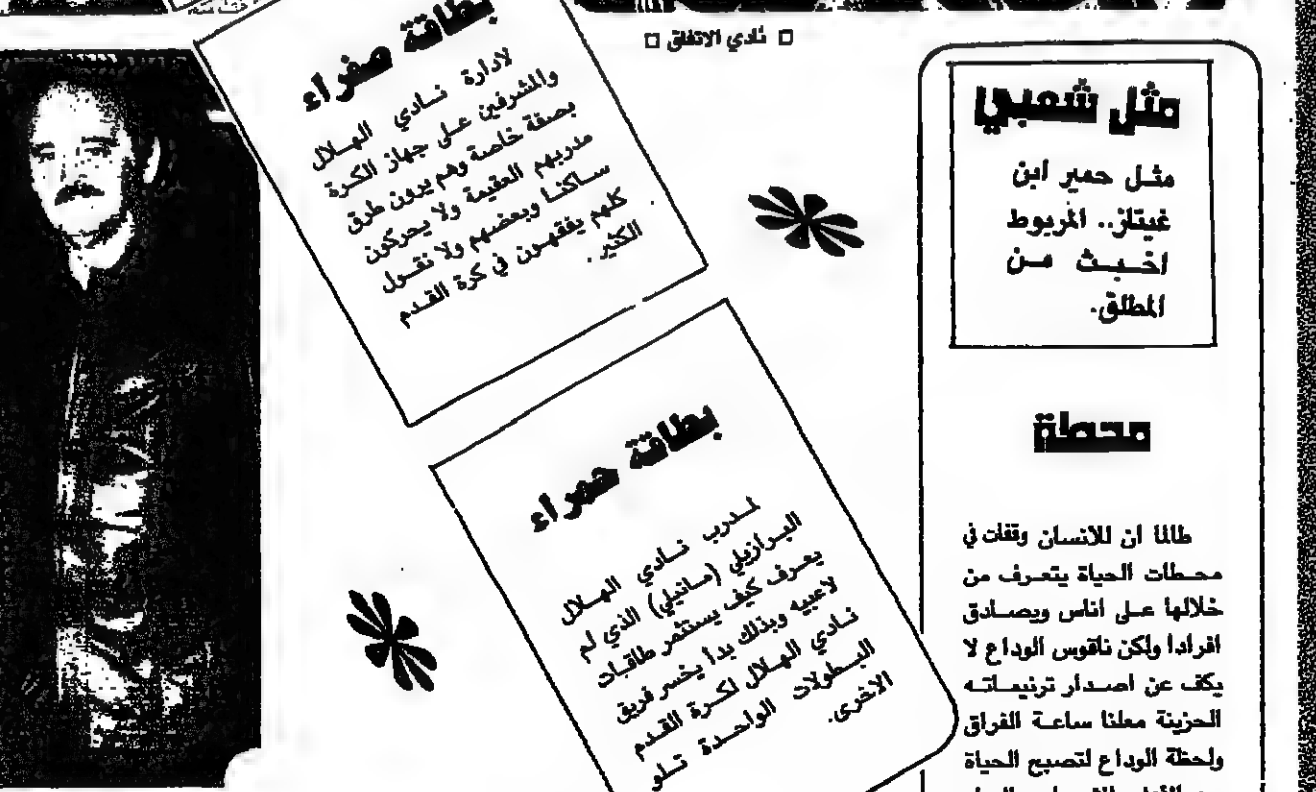 □ نادي الاتفاق □
مثل شعبي
مثل حمير ابن
غيتاز.. المربوط
اخبث من
المطلق.
محطة
طالما ان للانسان وقفات في
محطات الحياة يتعرف من
خلالها على اناس ويصادق
افرادا ولكن ناقوس الوداع لا
يكف عن اصدار ترنيماته
الحزينة معلنا ساعة الفراق
ولحظة الوداع لتصبح الحياة
بطاقة صفراء
لادارة نادي الهلال
والمشرفين على جهاز الكرة
بصفة خاصة وهم يرون طرق
مدربهم العقيمة ولا يحركون
ساكنا وبعضهم ولا نقول
كلهم يفقهون في كرة القدم
الكثير.
بطاقة حمراء
لمدرب نادي الهلال
البرازيلي (مانيلي) الذي لم
يعرف كيف يستثمر طاقات
لاعبيه وبذلك بدأ يخسر فريق
نادي الهلال لكرة القدم
البطولات الواحدة تلو
الاخرى.